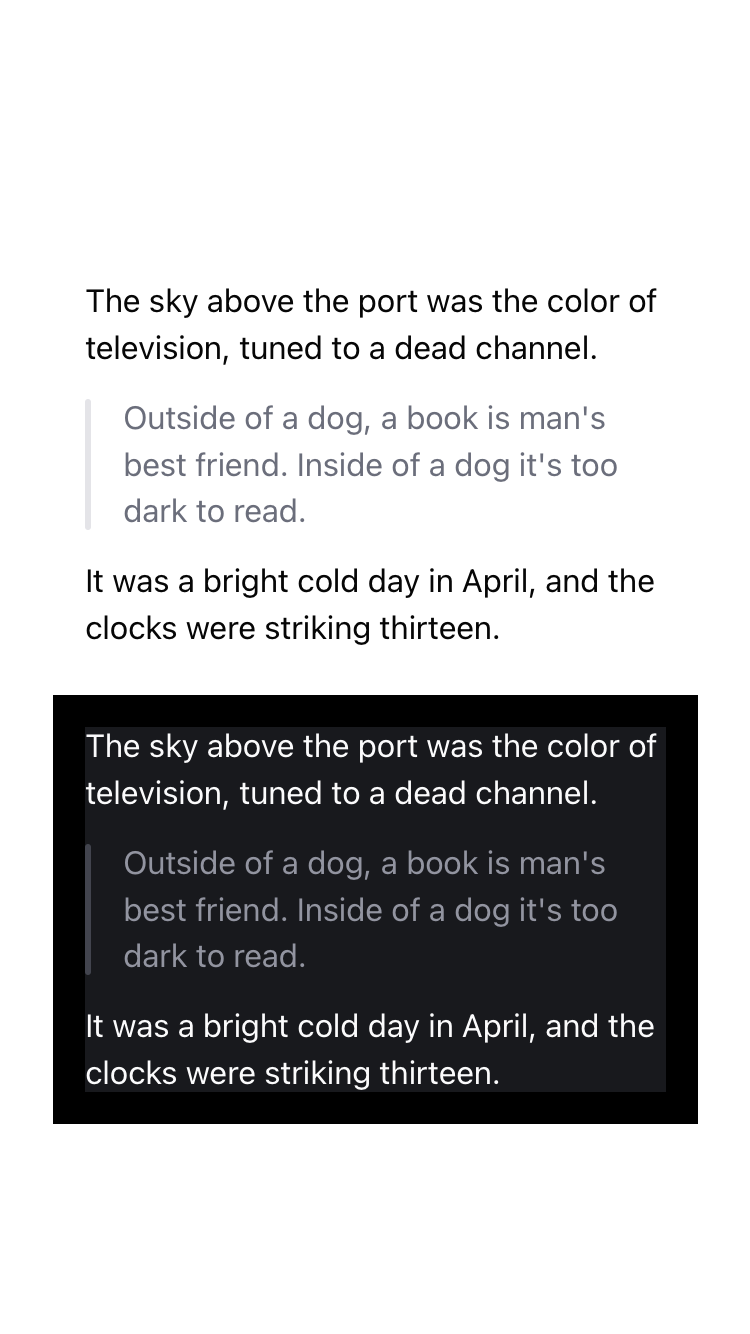 The sky above the port was the color of
television, tuned to a dead channel.
Outside of a dog, a book is man's
best friend. Inside of a dog it's too
dark to read.
It was a bright cold day in April, and the
clocks were striking thirteen.
The sky above the port was the color of
television, tuned to a dead channel.
Outside of a dog, a book is man's
best friend. Inside of a dog it's too
dark to read.
It was a bright cold day in April, and the
clocks were striking thirteen.